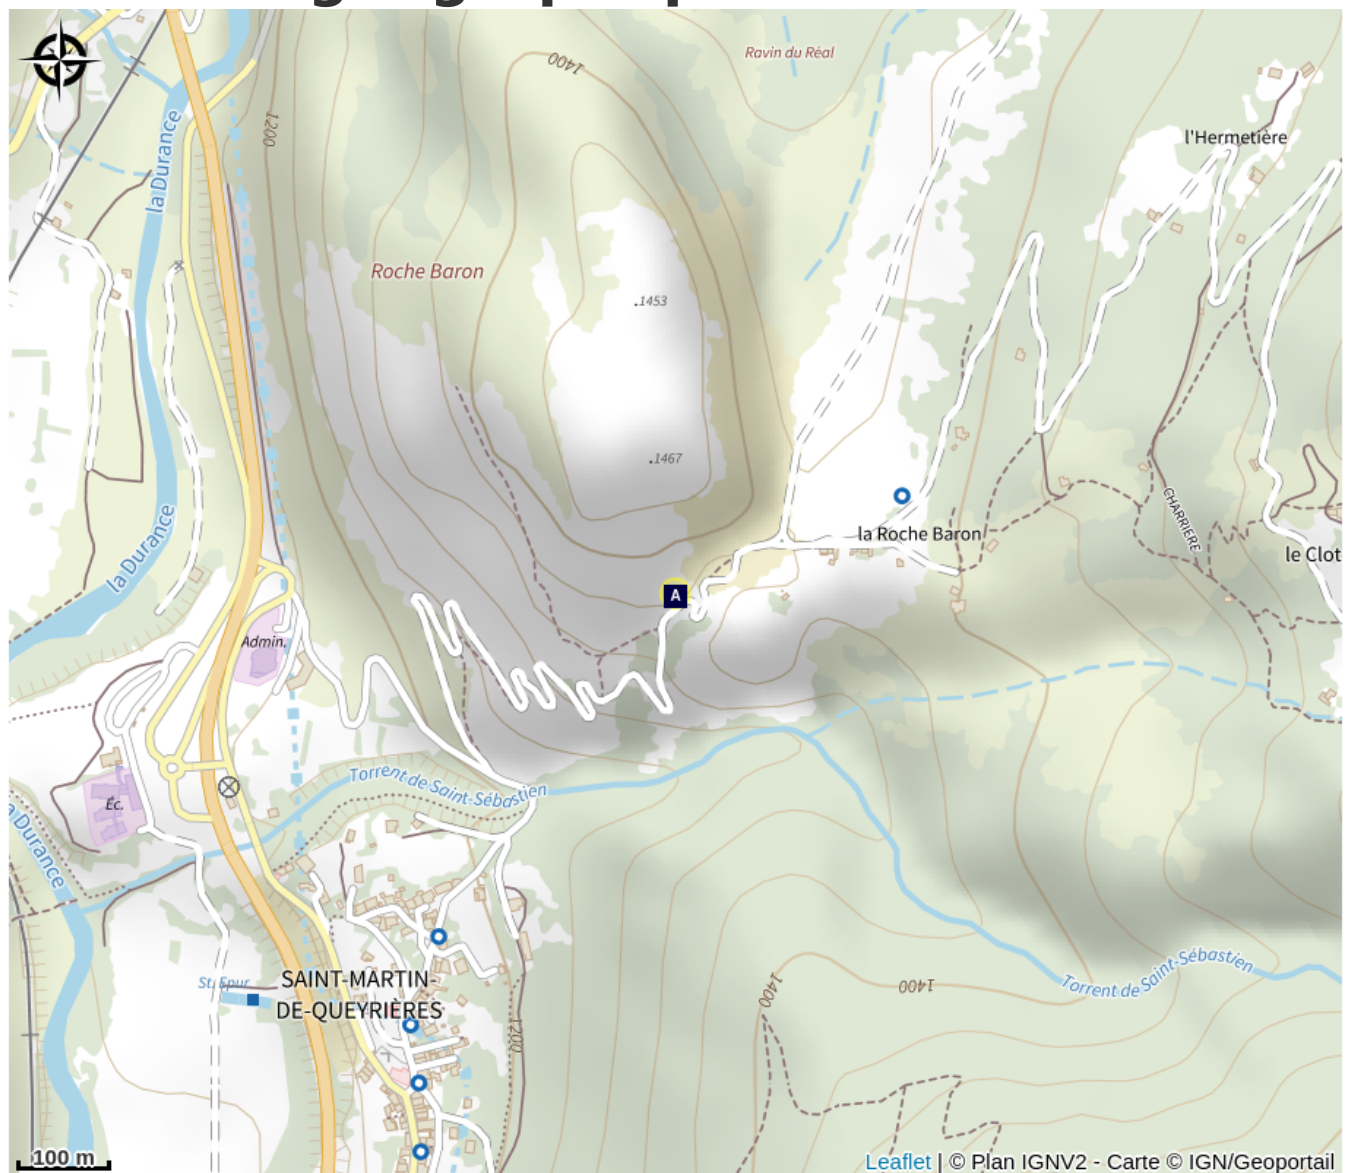 Ravin du Réal
1400
1200
la Durance
l'Hermetière
Roche Baron
.1453
.1467
CHARRIERE
la Durance
la Roche Baron
le Clot
A
Admin.
Torrent de Saint-Sébastien
Éc.
a Durance
St. Epur.
SAINT-MARTIN-
DE-QUEYRIÈRES
1200
1400
1400
Torrent de Saint-Sébastien
100 m
Leaflet | © Plan IGNV2 - Carte © IGN/Geoportail